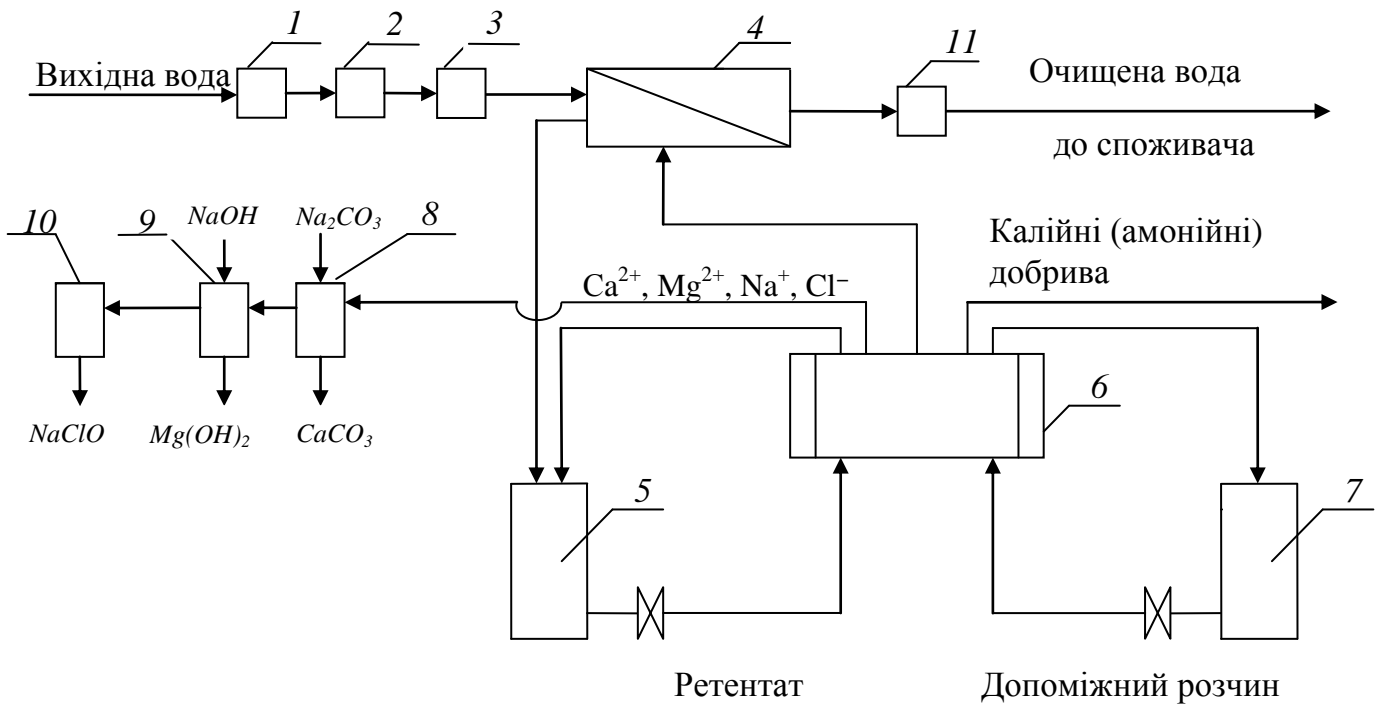 1
2
3
4
11
Вихідна вода
Очищена вода
до споживача
10
9
NaOH
Na₂CO₃
8
Калійні (амонійні)
добрива
Ca²⁺, Mg²⁺, Na⁺, Cl⁻
NaClO
Mg(OH)₂
CaCO₃
6
5
7
Ретентат
Допоміжний розчин